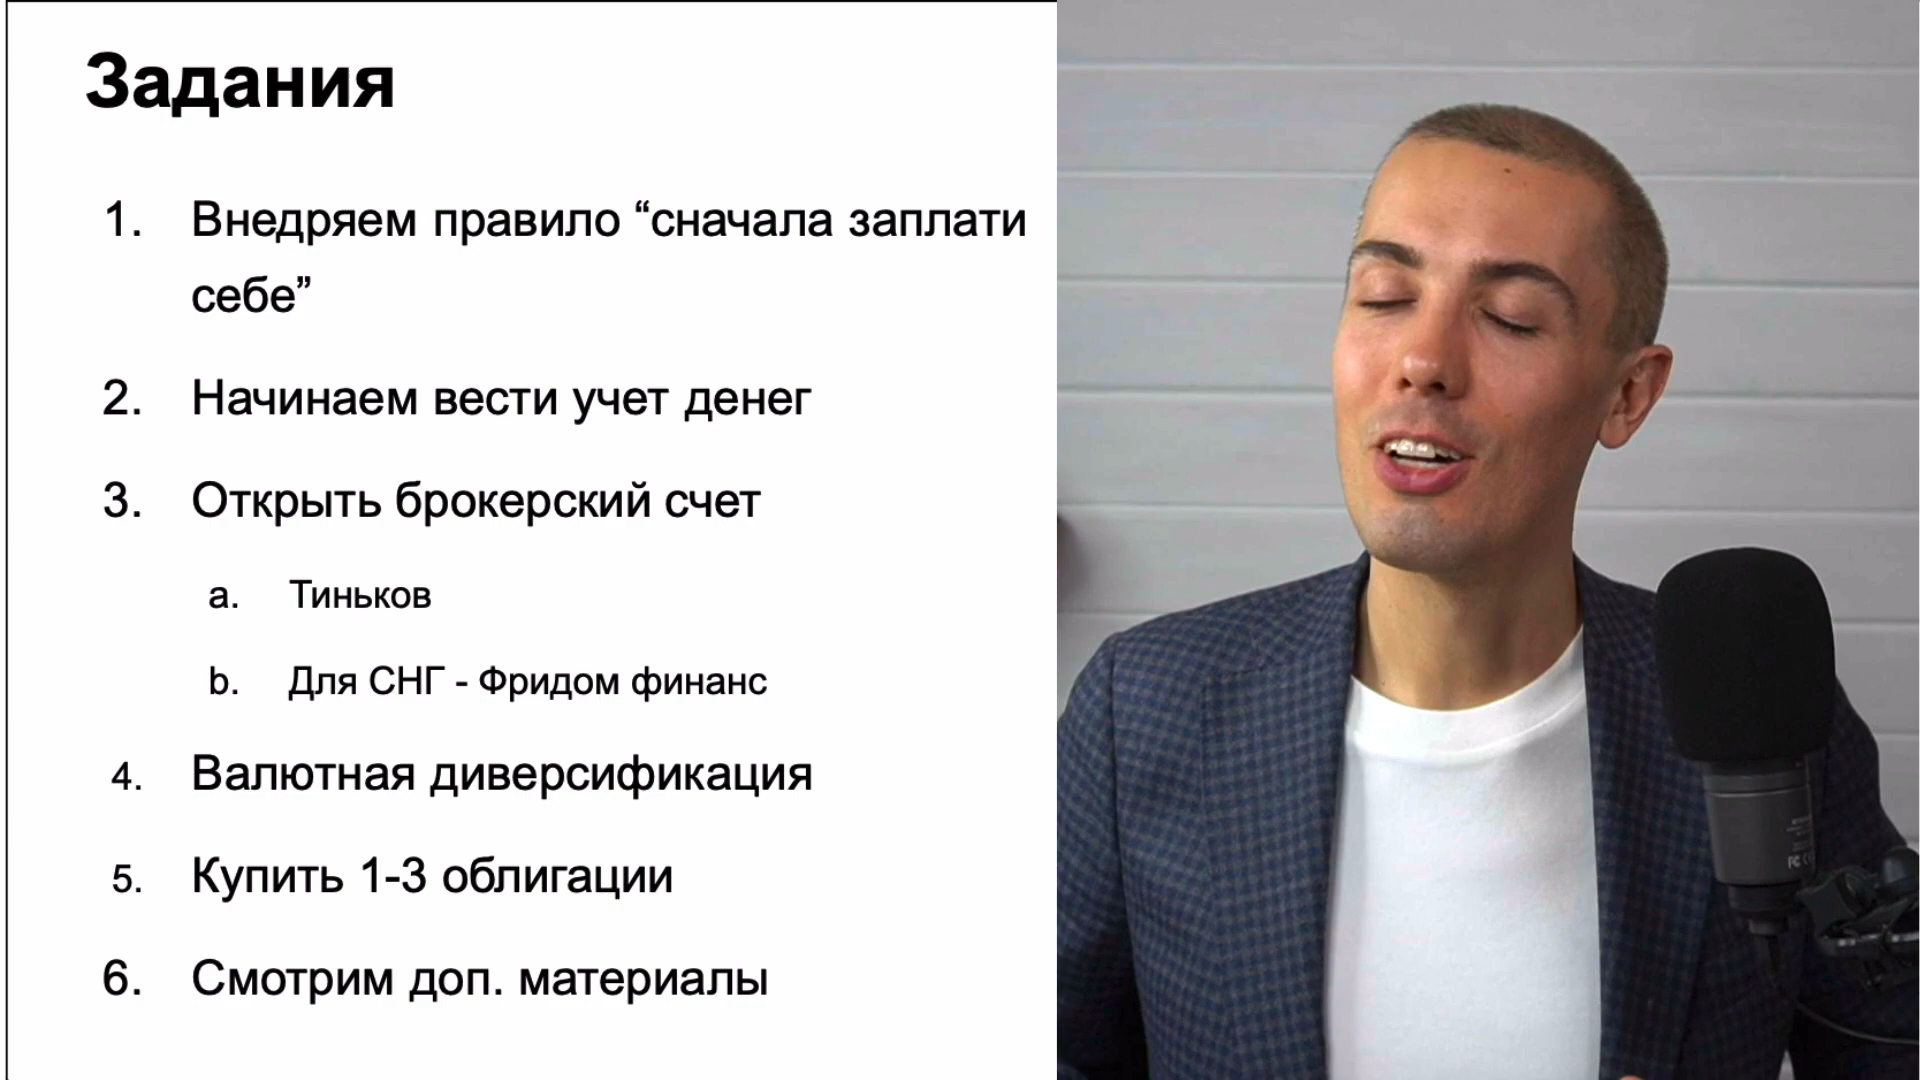 Задания
1. Внедряем правило “сначала заплати
себе”
2. Начинаем вести учет денег
3. Открыть брокерский счет
a. Тиньков
b. Для СНГ - Фридом финанс
4. Валютная диверсификация
5. Купить 1-3 облигации
6. Смотрим доп. материалы
FC